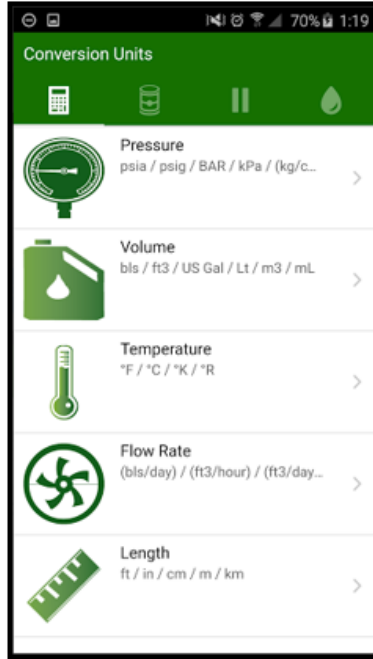 70% 1:19
Conversion Units
Pressure
psia / psig / BAR / kPa / (kg/c...
Volume
bls / ft3 / US Gal / Lt / m3 / mL
Temperature
°F / °C / °K / °R
Flow Rate
(bls/day) / (ft3/hour) / (ft3/day...
Length
ft / in / cm / m / km